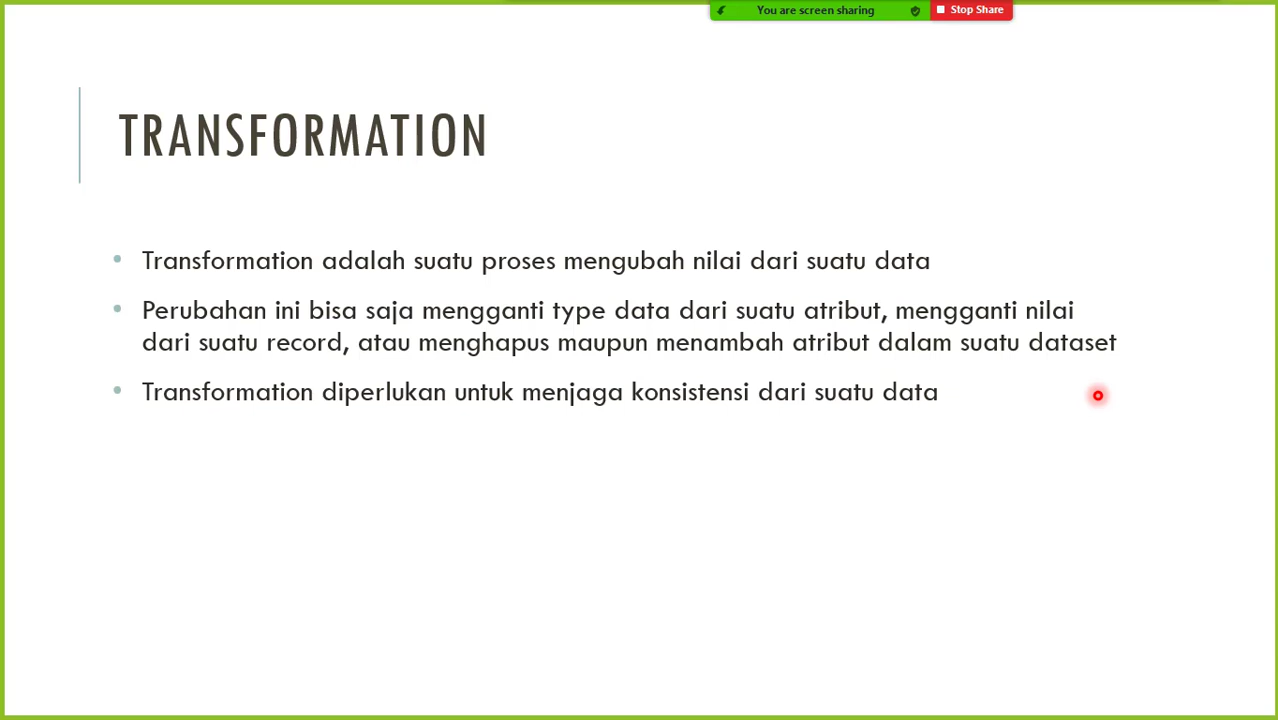 You are screen sharing
Stop Share
TRANSFORMATION
• Transformation adalah suatu proses mengubah nilai dari suatu data
• Perubahan ini bisa saja mengganti type data dari suatu atribut, mengganti nilai
dari suatu record, atau menghapus maupun menambah atribut dalam suatu dataset
• Transformation diperlukan untuk menjaga konsistensi dari suatu data